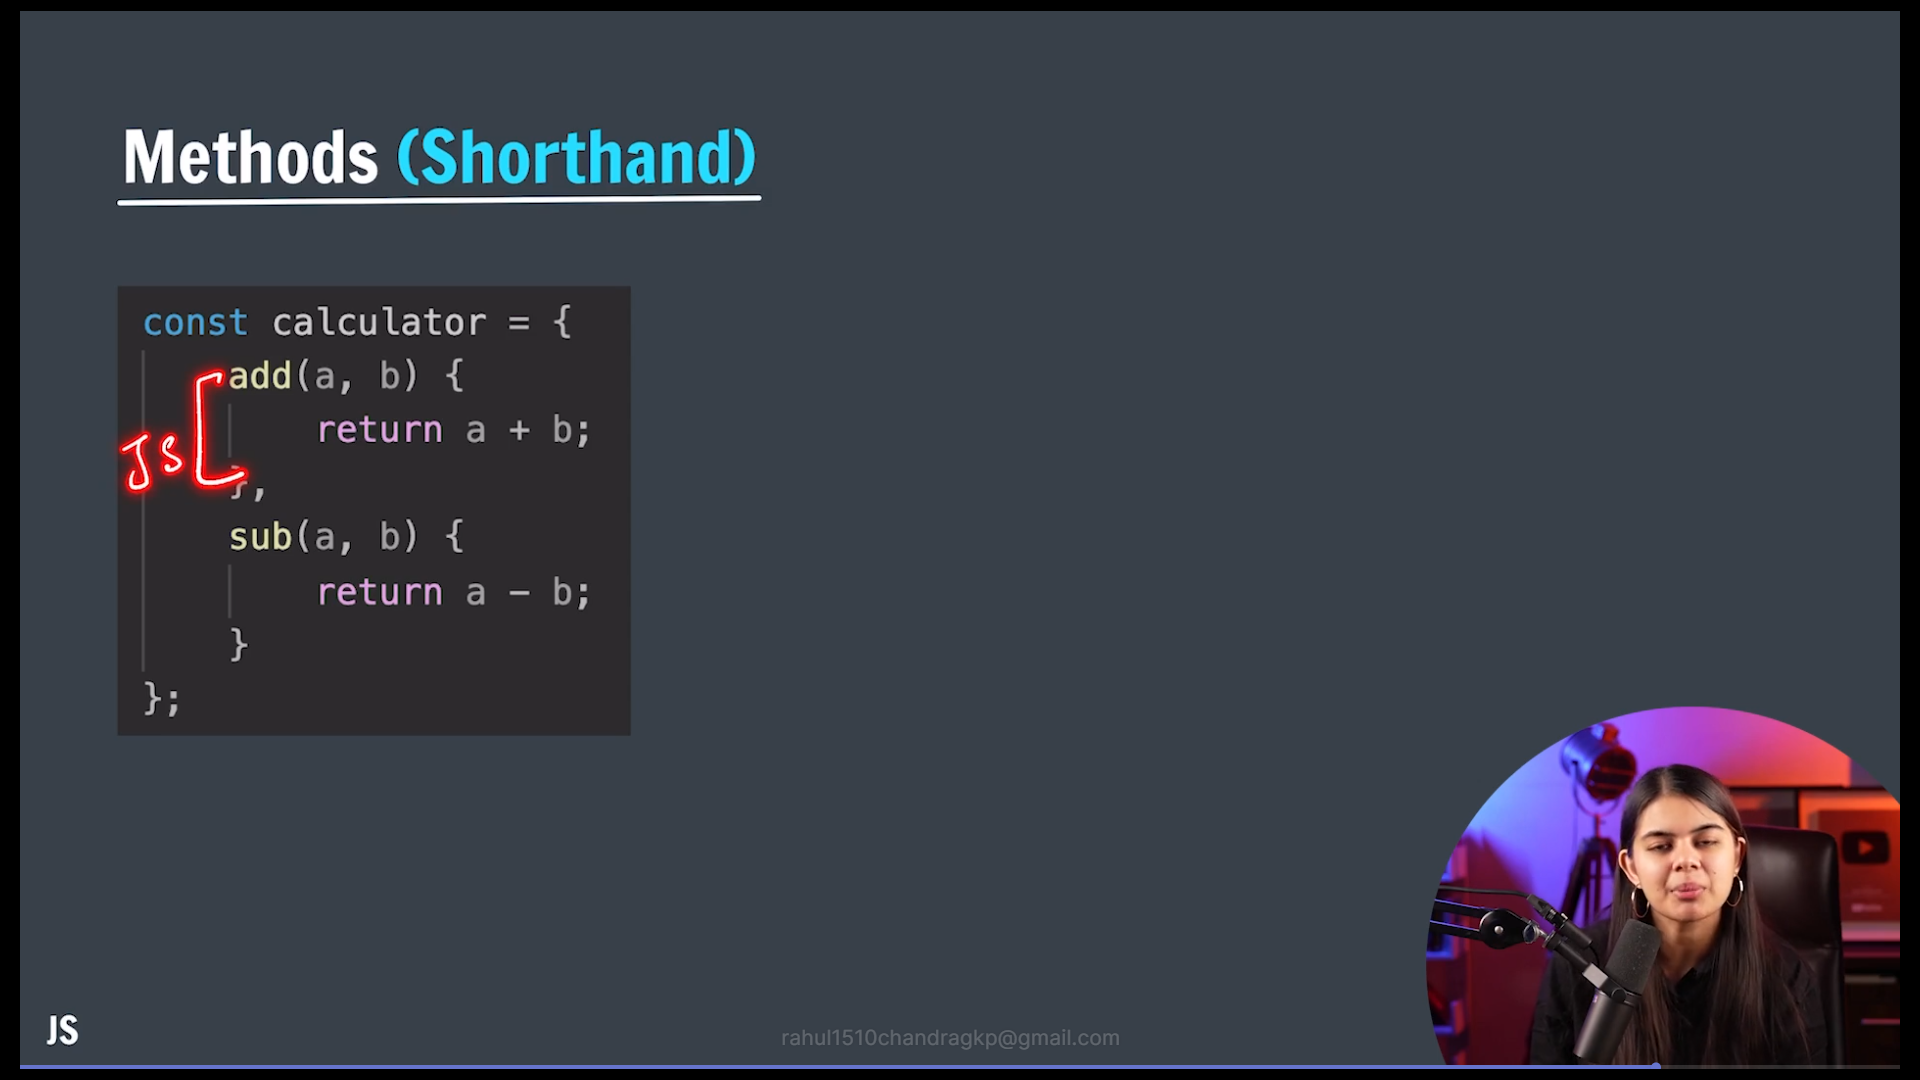 Methods (Shorthand)
const calculator = {
add(a, b) {
return a + b;
},
JS
sub(a, b) {
return a - b;
}
};
JS
rahul1510chandragkp@gmail.com